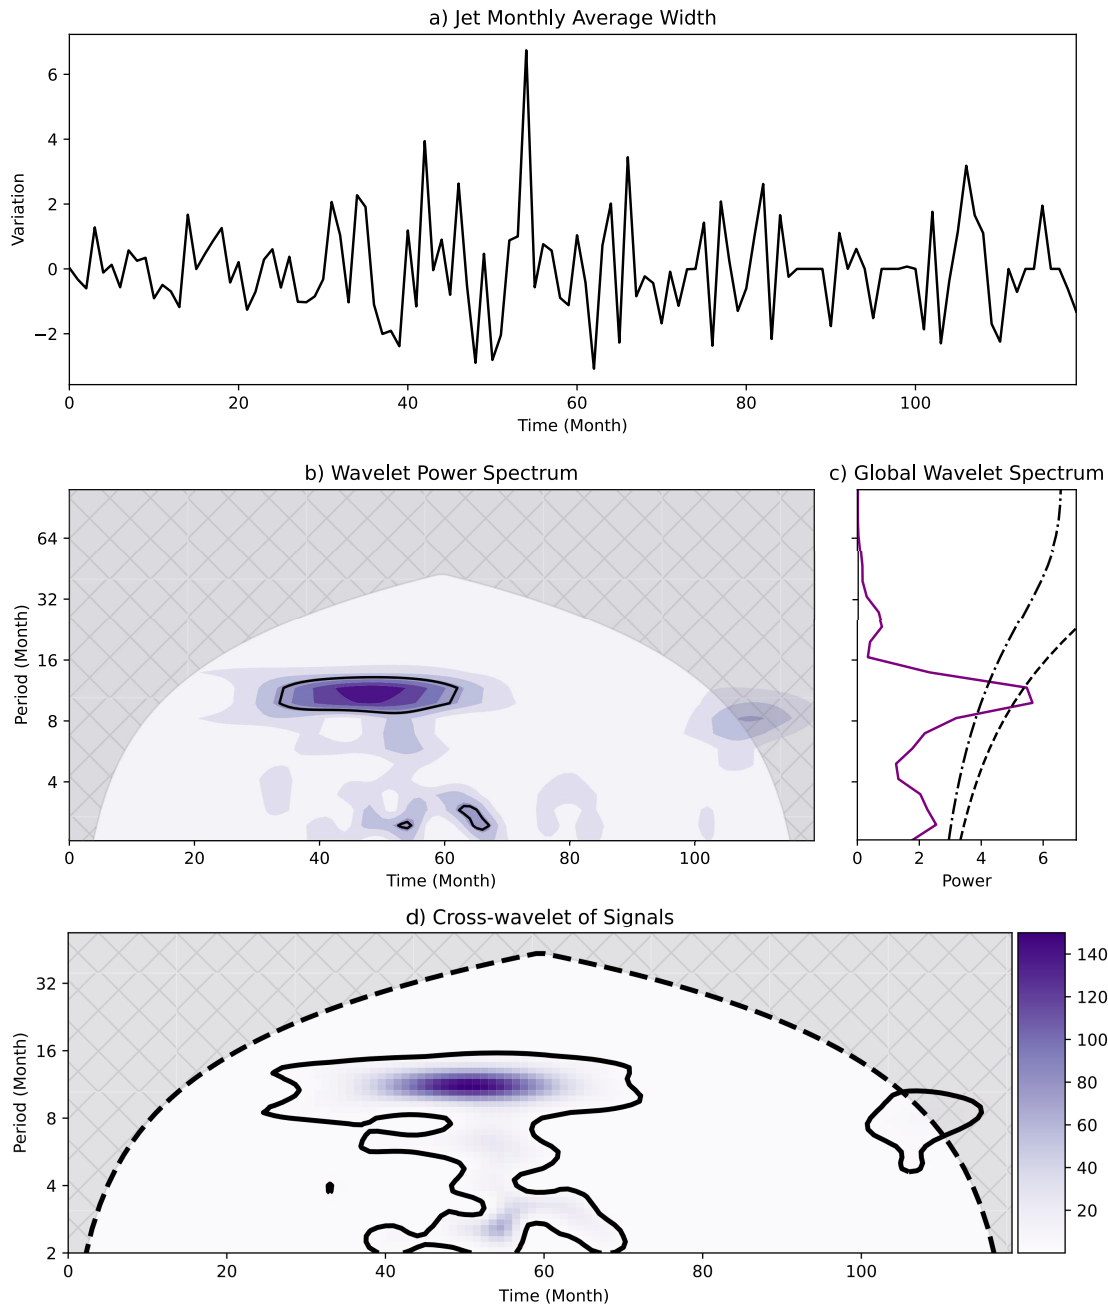 a) Jet Monthly Average Width
Variation
6
4
2
0
−2
0 20 40 60 80 100
Time (Month)
b) Wavelet Power Spectrum
Period (Month)
64
32
16
8
4
0 20 40 60 80 100
Time (Month)
c) Global Wavelet Spectrum
0 2 4 6
Power
d) Cross-wavelet of Signals
Period (Month)
32
16
8
4
2
0 20 40 60 80 100
Time (Month)
140
120
100
80
60
40
20